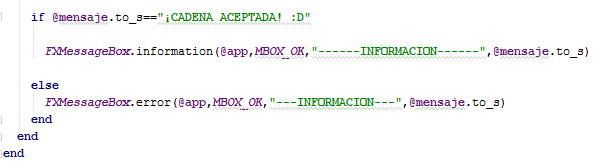 if @mensaje.to_s=="¡CADENA ACEPTADA! :D"
FXMessageBox.information(@app,MBOX_OK,"------INFORMACION------",@mensaje.to_s)
else
FXMessageBox.error(@app,MBOX_OK,"---INFORMACION---",@mensaje.to_s)
end
end
end